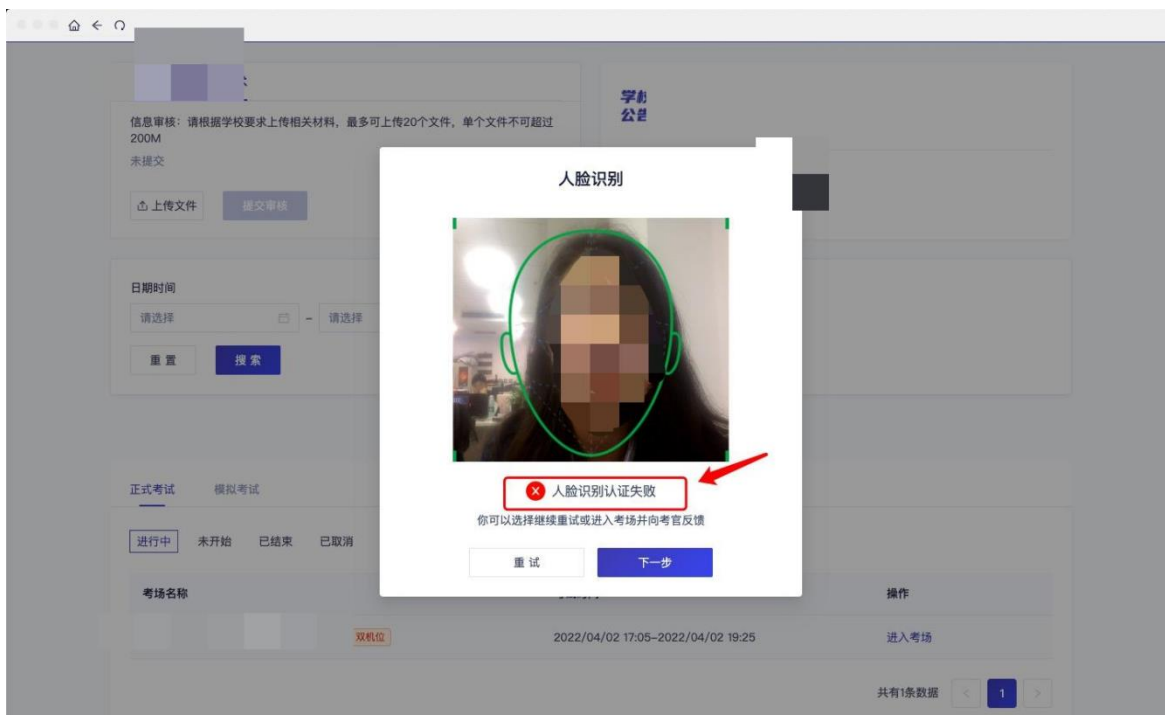 信息审核：请根据学校要求上传相关材料，最多可上传20个文件，单个文件不可超过
200M
未提交
上传文件
提交审核
学校
公告
人脸识别
日期时间
请选择
–
请选择
重置
搜索
人脸识别认证失败
你可以选择继续重试或进入考场并向考官反馈
重试
下一步
正式考试
模拟考试
进行中
未开始
已结束
已取消
考场名称
操作
双机位
2022/04/02 17:05–2022/04/02 19:25
进入考场
共有1条数据
<
1
>